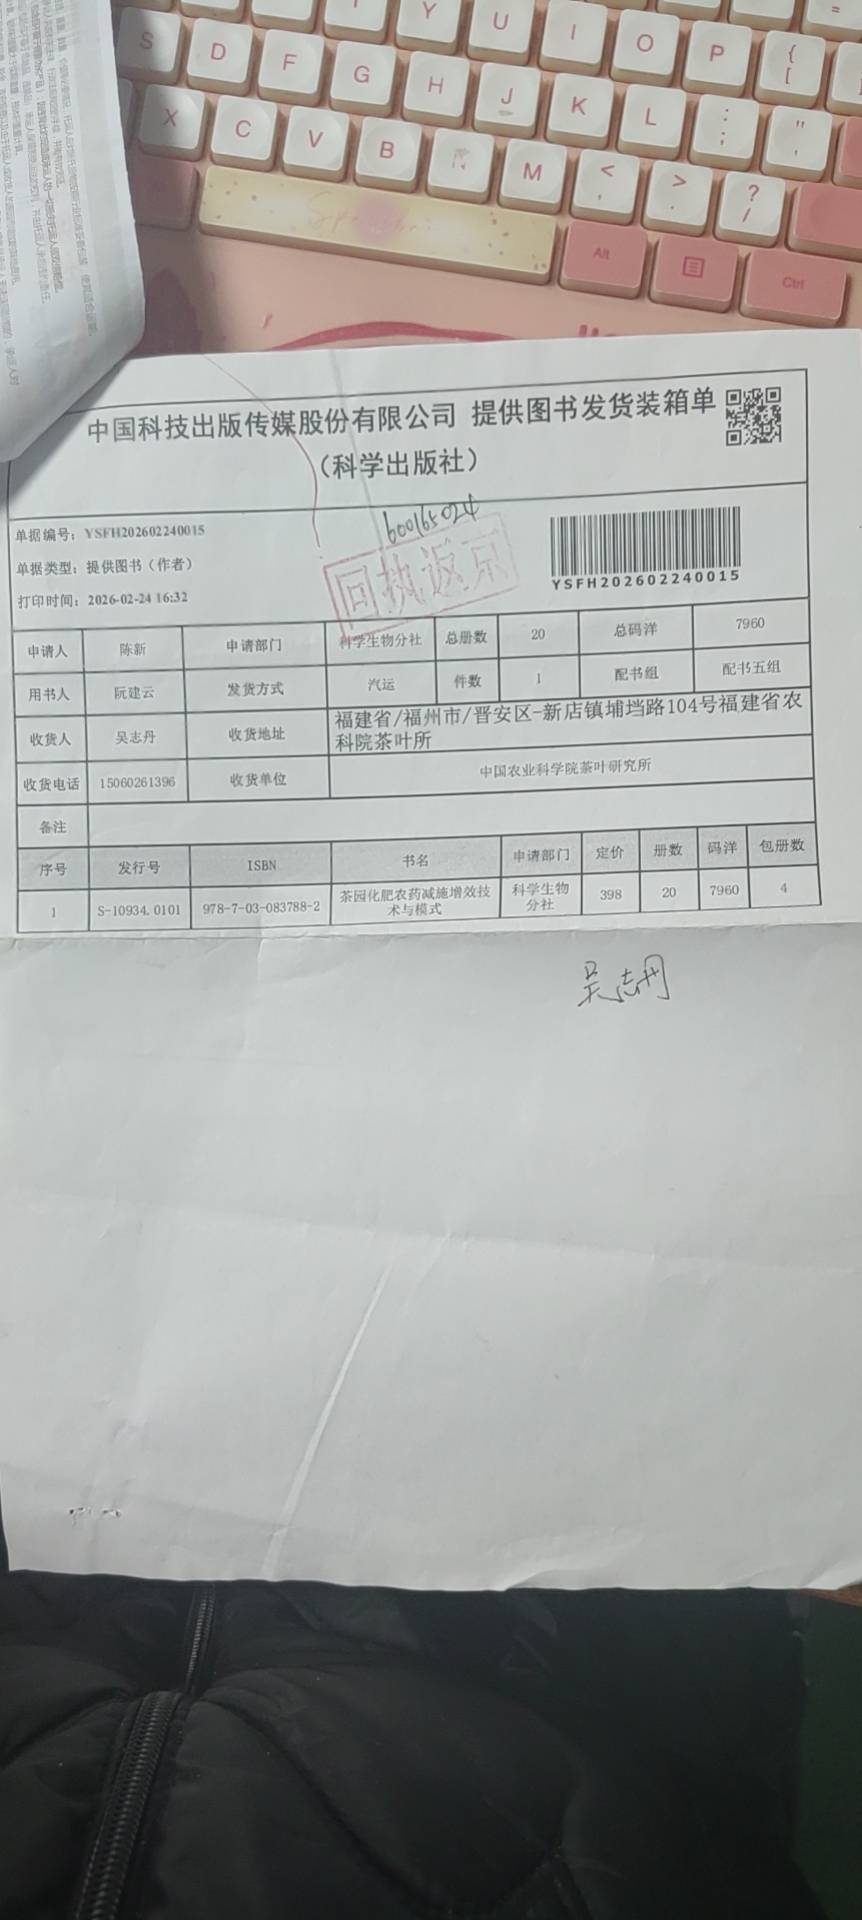 Y U I O P { [
S D F G H J K L : ; " '
X C V B M < , > . ? /
Alt Ctrl
中国科技出版传媒股份有限公司 提供图书发货装箱单
（科学出版社）
单据编号：YSFH202602240015
600165024
单据类型：提供图书（作者）
回执返京
YSFH202602240015
打印时间：2026-02-24 16:32
申请人 陈新 申请部门 科学生物分社 总册数 20 总码洋 7960
用书人 阮建云 发货方式 汽运 件数 1 配书组 配书五组
收货人 吴志丹 收货地址 福建省/福州市/晋安区-新店镇埔垱路104号福建省农
科院茶叶所
收货电话 15060261396 收货单位 中国农业科学院茶叶研究所
备注
序号 发行号 ISBN 书名 申请部门 定价 册数 码洋 包册数
1 S-10934.0101 978-7-03-083788-2 茶园化肥农药减施增效技 科学生物 398 20 7960 4
术与模式 分社
吴志丹